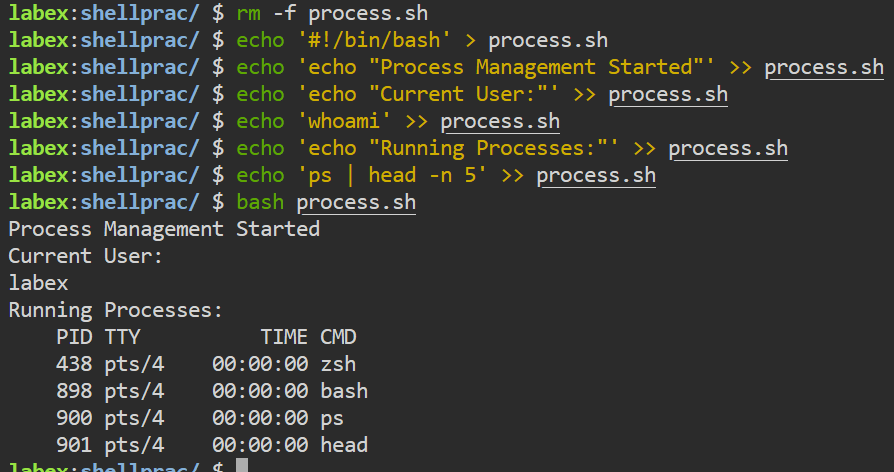 labex:shellprac/ $ rm -f process.sh
labex:shellprac/ $ echo '#!/bin/bash' > process.sh
labex:shellprac/ $ echo 'echo "Process Management Started"' >> process.sh
labex:shellprac/ $ echo 'echo "Current User:"' >> process.sh
labex:shellprac/ $ echo 'whoami' >> process.sh
labex:shellprac/ $ echo 'echo "Running Processes:"' >> process.sh
labex:shellprac/ $ echo 'ps | head -n 5' >> process.sh
labex:shellprac/ $ bash process.sh
Process Management Started
Current User:
labex
Running Processes:
    PID TTY          TIME CMD
    438 pts/4    00:00:00 zsh
    898 bash pts/4    00:00:00 bash
    900 pts/4    00:00:00 ps
    901 pts/4    00:00:00 head
labex:shellprac/ $